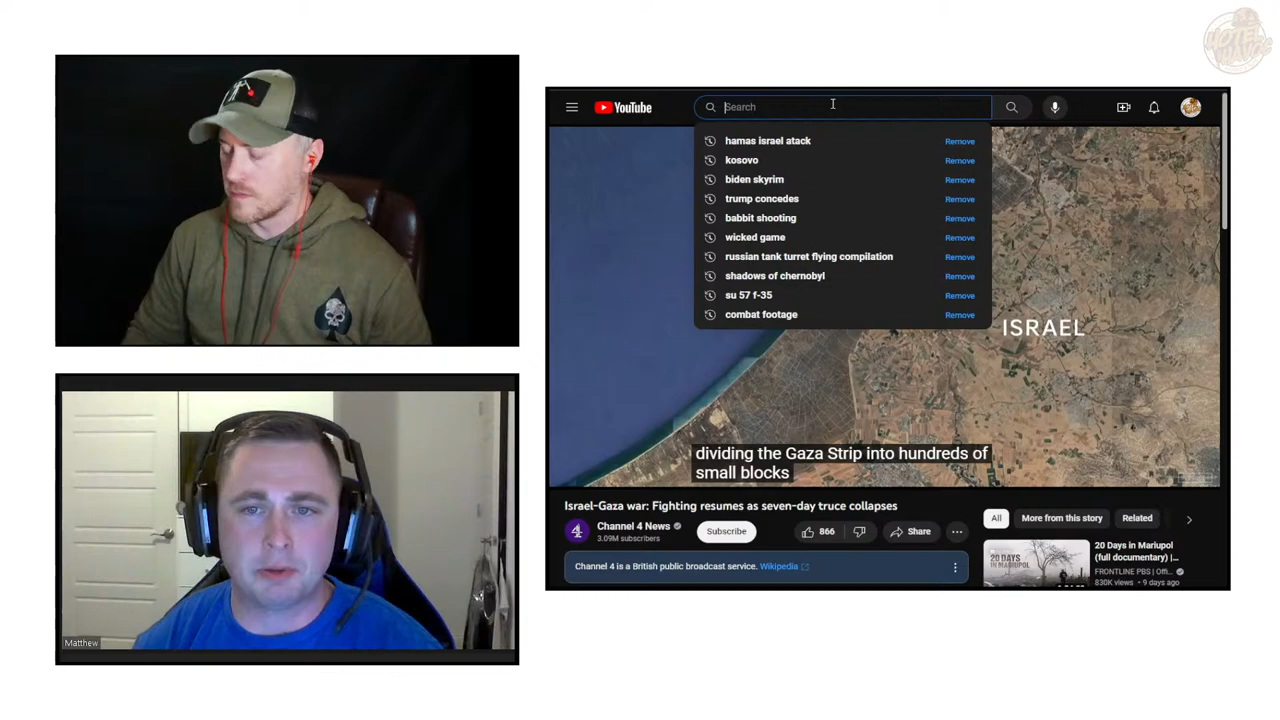 HOTEL
HAVOC
YouTube
Search
hamas israel atack
Remove
kosovo
Remove
biden skyrim
Remove
trump concedes
Remove
babbit shooting
Remove
wicked game
Remove
russian tank turret flying compilation
Remove
shadows of chernobyl
Remove
su 57 f-35
Remove
combat footage
Remove
ISRAEL
dividing the Gaza Strip into hundreds of
small blocks
Israel-Gaza war: Fighting resumes as seven-day truce collapses
Channel 4 News
3.09M subscribers
Subscribe
866
Share
All
More from this story
Related
Channel 4 is a British public broadcast service. Wikipedia
20 DAYS IN
MARIUPOL
20 Days in Mariupol
(full documentary) |...
FRONTLINE PBS | Offi...
830K views • 9 days ago
Matthew